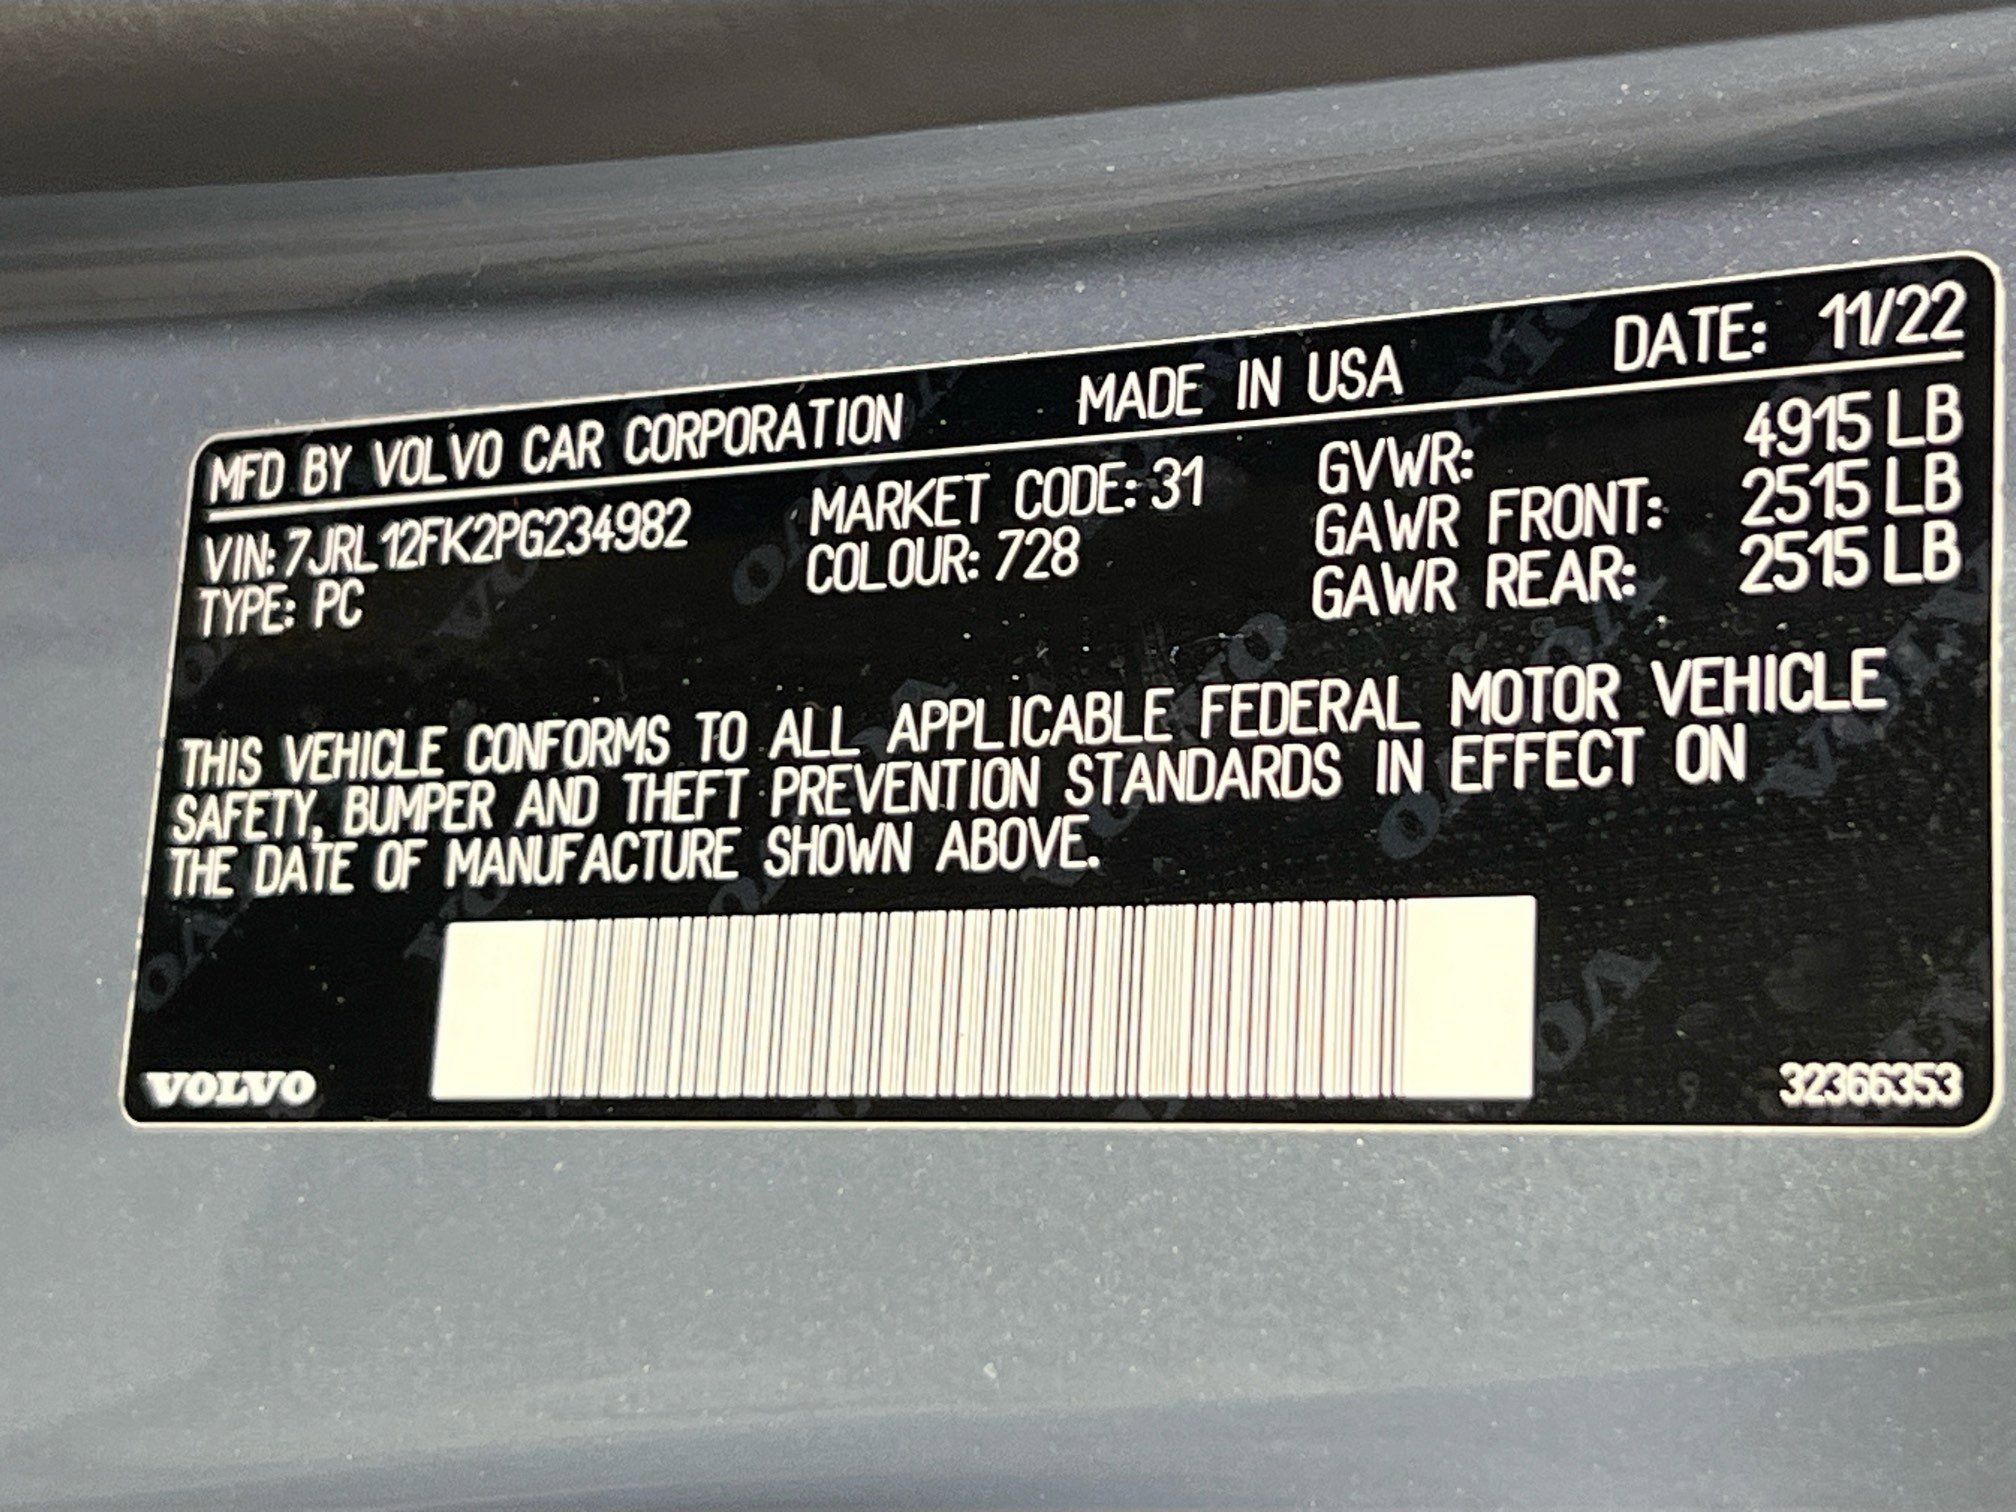 MFD BY VOLVO CAR CORPORATION MADE IN USA DATE: 11/22
VIN: 7JRL12FK2PG234982 MARKET CODE: 31 GVWR: 4915 LB
TYPE: PC COLOUR: 728 GAWR FRONT: 2515 LB
GAWR REAR: 2515 LB
THIS VEHICLE CONFORMS TO ALL APPLICABLE FEDERAL MOTOR VEHICLE
SAFETY, BUMPER AND THEFT PREVENTION STANDARDS IN EFFECT ON
THE DATE OF MANUFACTURE SHOWN ABOVE.
VOLVO 32366353